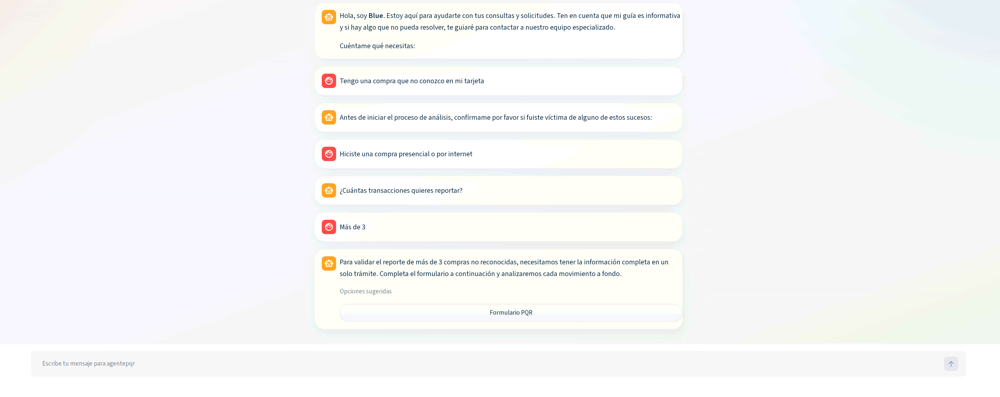 Hola, soy Blue. Estoy aquí para ayudarte con tus consultas y solicitudes. Ten en cuenta que mi guía es informativa
y si hay algo que no pueda resolver, te guiaré para contactar a nuestro equipo especializado.
Cuéntame qué necesitas:
Tengo una compra que no conozco en mi tarjeta
Antes de iniciar el proceso de análisis, confírmame por favor si fuiste víctima de alguno de estos sucesos:
Hiciste una compra presencial o por internet
¿Cuántas transacciones quieres reportar?
Más de 3
Para validar el reporte de más de 3 compras no reconocidas, necesitamos tener la información completa en un
solo trámite. Completa el formulario a continuación y analizaremos cada movimiento a fondo.
Opciones sugeridas
Formulario PQR
Escribe tu mensaje para agentepqr